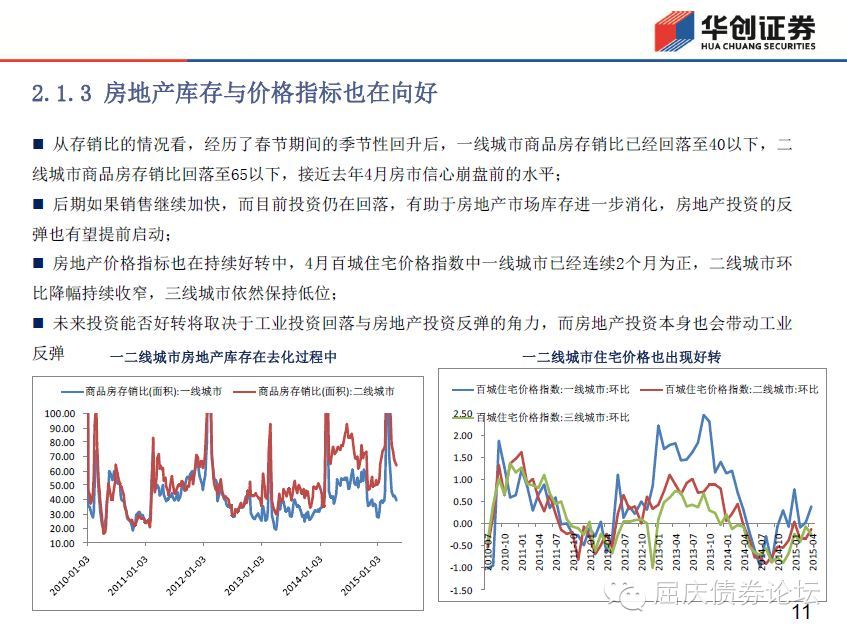 华创证券
HUA CHUANG SECURITIES
2.1.3 房地产库存与价格指标也在向好
■ 从存销比的情况看，经历了春节期间的季节性回升后，一线城市商品房存销比已经回落至40以下，二
线城市商品房存销比回落至65以下，接近去年4月房市信心崩盘前的水平；
■ 后期如果销售继续加快，而目前投资仍在回落，有助于房地产市场库存进一步消化，房地产投资的反
弹也有望提前启动；
■ 房地产价格指标也在持续好转中，4月百城住宅价格指数中一线城市已经连续2个月为正，二线城市环
比降幅持续收窄，三线城市依然保持低位；
■ 未来投资能否好转将取决于工业投资回落与房地产投资反弹的角力，而房地产投资本身也会带动工业
反弹
一二线城市房地产库存在去化过程中
商品房存销比(面积):一线城市 商品房存销比(面积):二线城市
100.00
90.00
80.00
70.00
60.00
50.00
40.00
30.00
20.00
10.00
2010-01-03 2011-01-03 2012-01-03 2013-01-03 2014-01-03 2015-01-03
一二线城市住宅价格也出现好转
百城住宅价格指数:一线城市:环比 百城住宅价格指数:二线城市:环比
百城住宅价格指数:三线城市:环比
2.50
2.00
1.50
1.00
0.50
0.00
-0.50
-1.00
-1.50
2010-07 2010-10 2011-01 2011-04 2011-07 2011-10 2012-01 2012-04 2012-07 2012-10 2013-01 2013-04 2013-07 2013-10 2014-01 2014-04 2014-07 2014-10 2015-01 2015-04
屈庆债券论坛
11